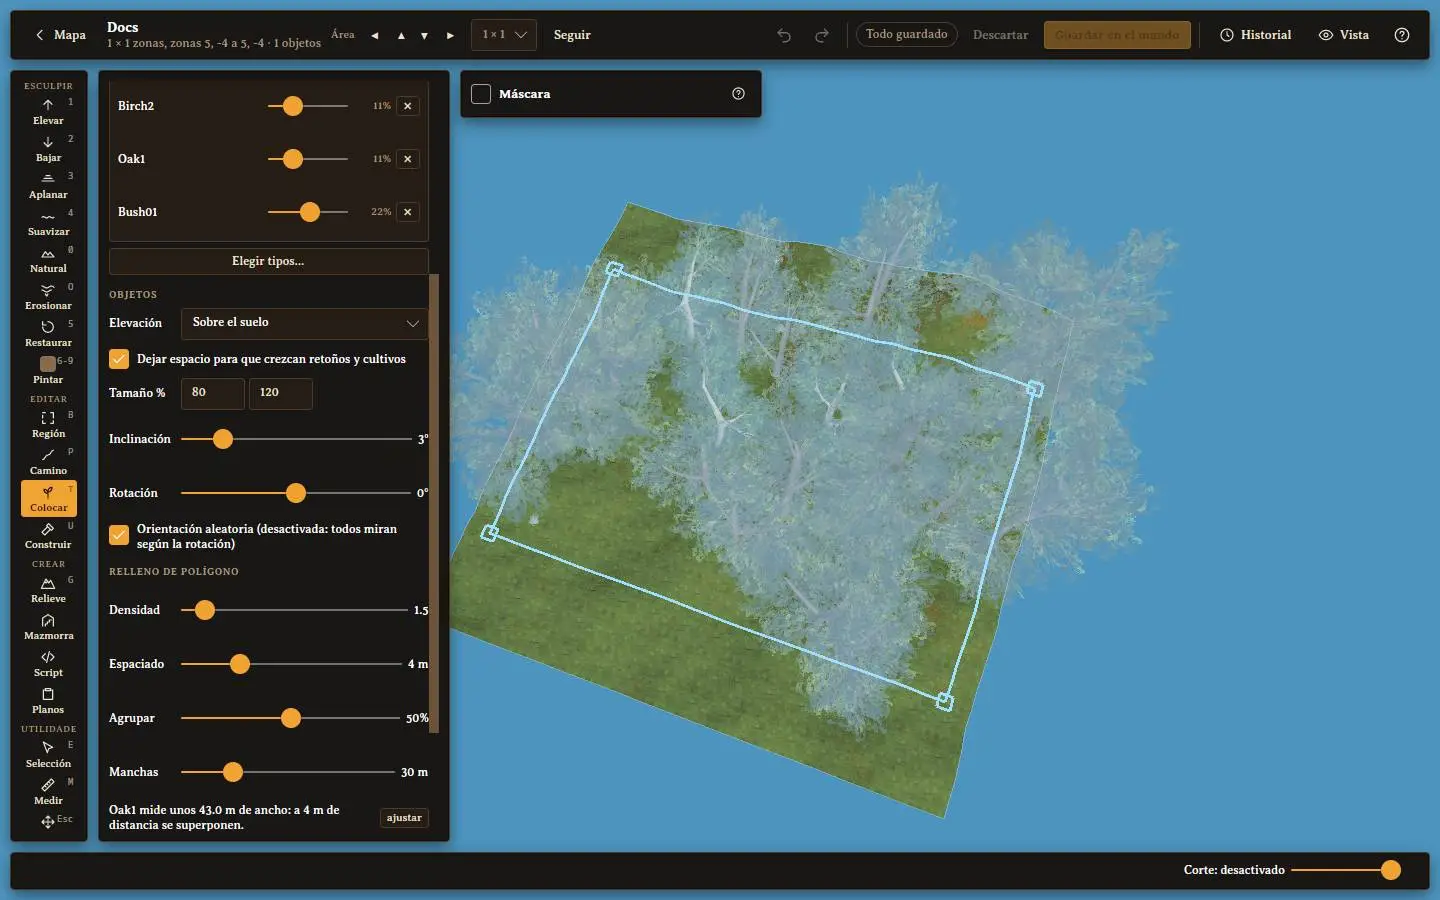 Mapa
Docs
1 × 1 zonas, zonas 5, -4 a 5, -4 · 1 objetos
Área
1 × 1
Seguir
Todo guardado
Descartar
Guardar en el mundo
Historial
Vista
ESCULPIR
1
Elevar
2
Bajar
3
Aplanar
4
Suavizar
0
Natural
O
Erosionar
5
Restaurar
6-9
Pintar
EDITAR
B
Región
P
Camino
T
Colocar
U
Construir
CREAR
G
Relieve
Mazmorra
Script
Planos
UTILIDADE
E
Selección
M
Medir
Esc
Birch2
11%
Oak1
11%
Bush01
22%
Elegir tipos...
OBJETOS
Elevación
Sobre el suelo
Dejar espacio para que crezcan retoños y cultivos
Tamaño %
80
120
Inclinación
3°
Rotación
0°
Orientación aleatoria (desactivada: todos miran
según la rotación)
RELLENO DE POLÍGONO
Densidad
1.5
Espaciado
4 m
Agrupar
50%
Manchas
30 m
Oak1 mide unos 43.0 m de ancho: a 4 m de
distancia se superponen.
ajustar
Máscara
Corte: desactivado